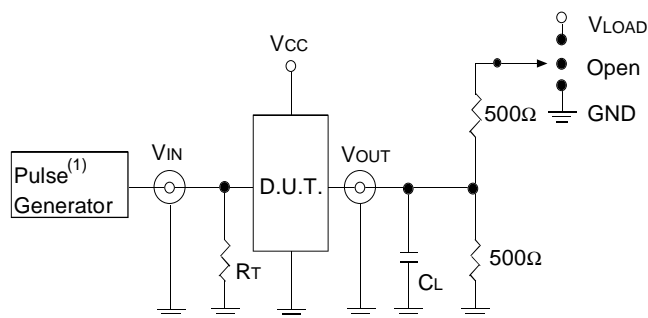 VLOAD
VCC
Open
500Ω
GND
VIN
VOUT
Pulse(1)
Generator
D.U.T.
RT
CL
500Ω